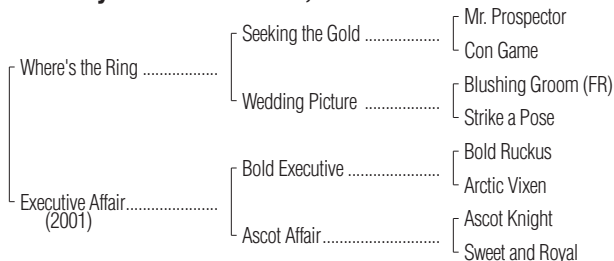 Mr. Prospector
Seeking the Gold .................
Con Game
Where's the Ring .................
Blushing Groom (FR)
Wedding Picture .................
Strike a Pose
Bold Ruckus
Bold Executive .....................
Arctic Vixen
Executive Affair.....................
(2001)
Ascot Knight
Ascot Affair...........................
Sweet and Royal